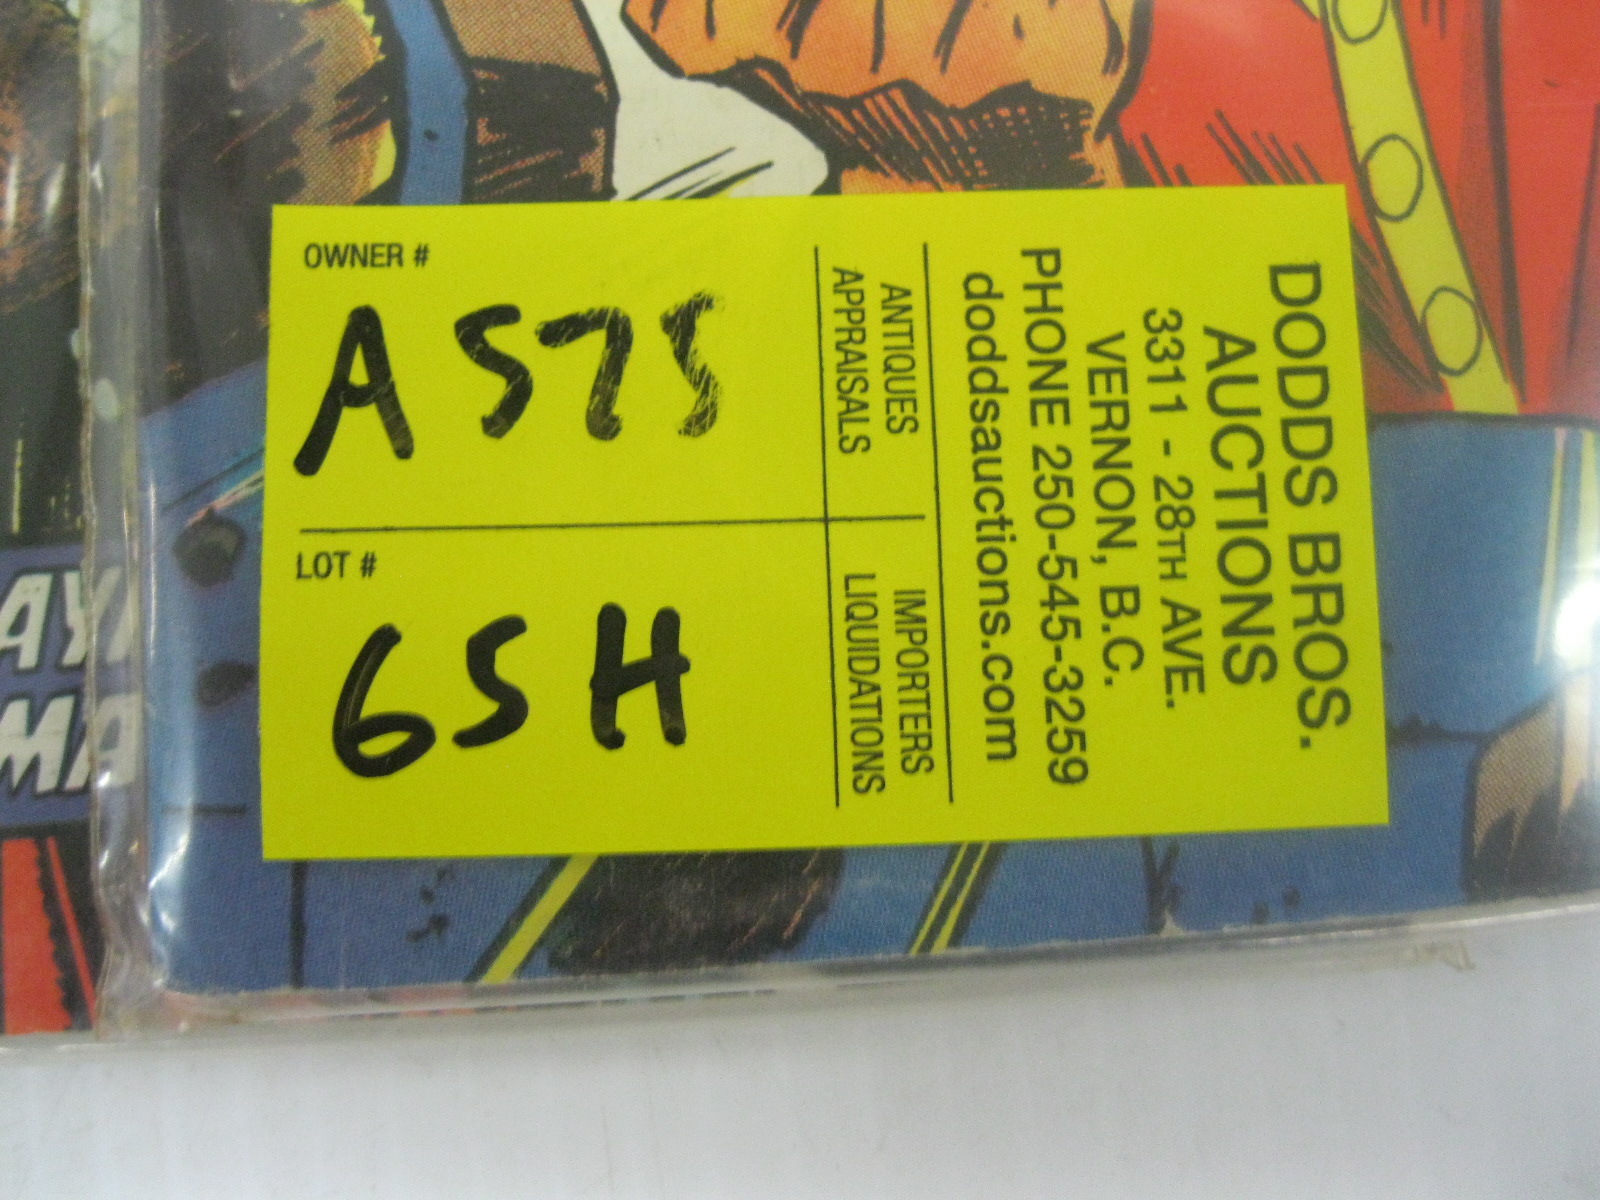 OWNER #
A575
LOT #
65H
ANTIQUES
APPRAISALS
IMPORTERS
LIQUIDATIONS
DODDS BROS.
AUCTIONS
3311 - 28TH AVE.
VERNON, B.C.
PHONE 250-545-3259
doddsauctions.com
MA